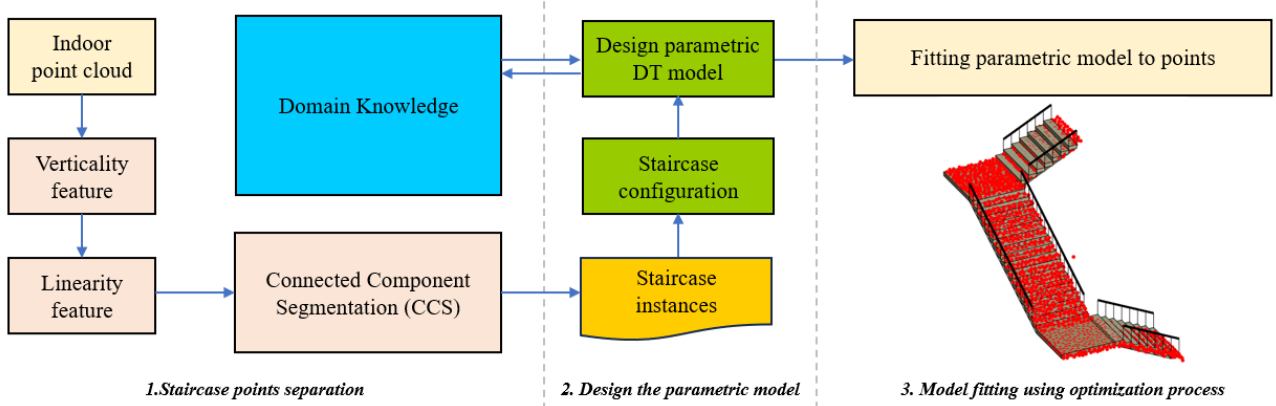 Indoor
point cloud
Verticality
feature
Linearity
feature
Domain Knowledge
Connected Component
Segmentation (CCS)
Design parametric
DT model
Staircase
configuration
Staircase
instances
Fitting parametric model to points
1.Staircase points separation
2. Design the parametric model
3. Model fitting using optimization process